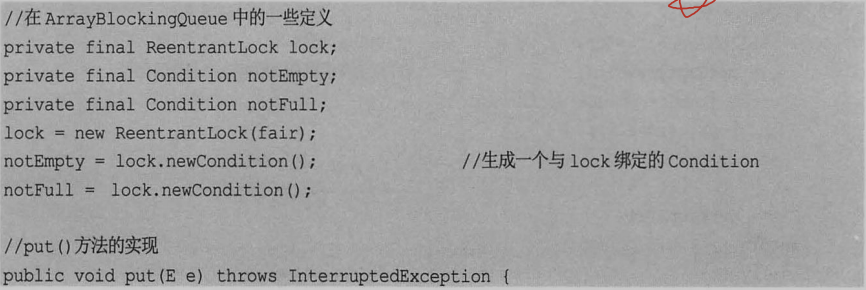 //在 ArrayBlockingQueue 中的一些定义
private final ReentrantLock lock;
private final Condition notEmpty;
private final Condition notFull;
lock = new ReentrantLock(fair);
notEmpty = lock.newCondition(); //生成一个与 lock 绑定的 Condition
notFull = lock.newCondition();
//put()方法的实现
public void put(E e) throws InterruptedException {